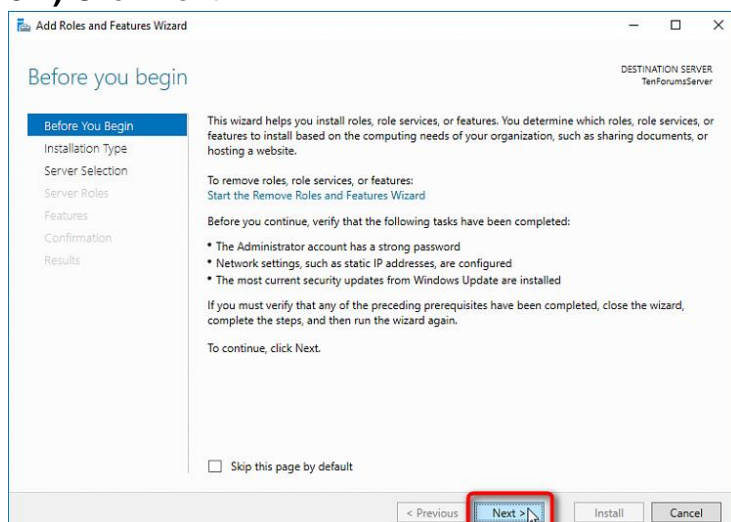 Add Roles and Features Wizard
Before you begin
DESTINATION SERVER
TenForumsServer
Before You Begin
Installation Type
Server Selection
Server Roles
Features
Confirmation
Results
This wizard helps you install roles, role services, or features. You determine which roles, role services, or
features to install based on the computing needs of your organization, such as sharing documents, or
hosting a website.
To remove roles, role services, or features:
Start the Remove Roles and Features Wizard
Before you continue, verify that the following tasks have been completed:
• The Administrator account has a strong password
• Network settings, such as static IP addresses, are configured
• The most current security updates from Windows Update are installed
If you must verify that any of the preceding prerequisites have been completed, close the wizard,
complete the steps, and then run the wizard again.
To continue, click Next.
Skip this page by default
< Previous
Next >
Install
Cancel